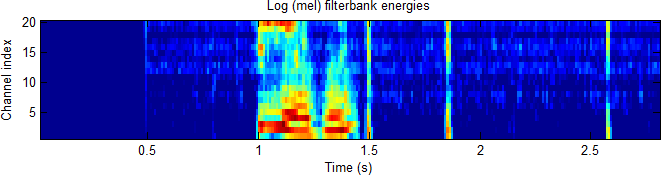 Log (mel) filterbank energies
20
15
10
5
Channel index
0.5 1 1.5 2 2.5
Time (s)